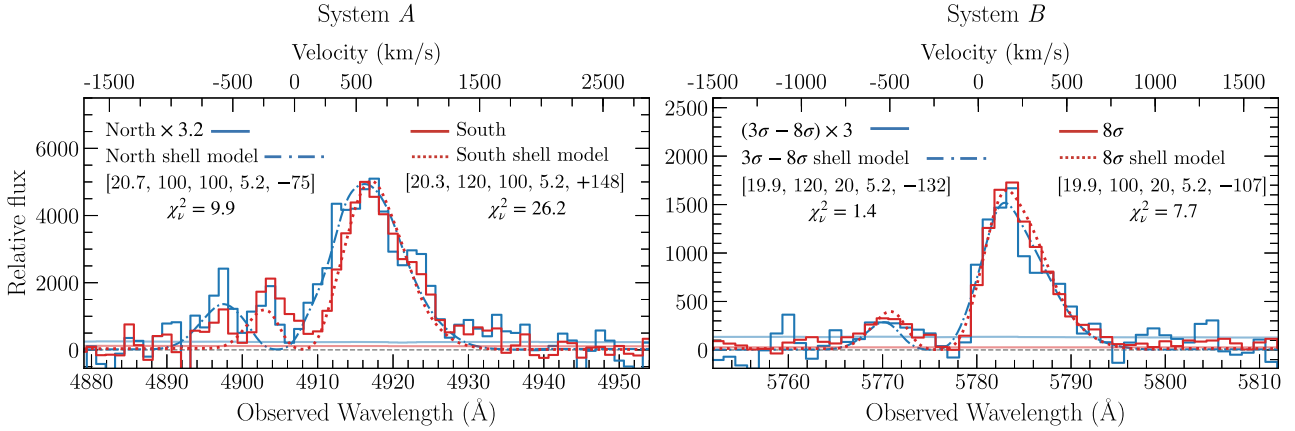 System A
Velocity (km/s)
-1500 -500 0 500 1500 2500
North × 3.2
North shell model
[20.7, 100, 100, 5.2, −75]
χ²ᵥ = 9.9
South
South shell model
[20.3, 120, 100, 5.2, +148]
χ²ᵥ = 26.2
Relative flux
6000
4000
2000
0
4880 4890 4900 4910 4920 4930 4940 4950
Observed Wavelength (Å)
System B
Velocity (km/s)
-1500 -1000 -500 0 500 1000 1500
(3σ − 8σ) × 3
3σ − 8σ shell model
[19.9, 120, 20, 5.2, −132]
χ²ᵥ = 1.4
8σ
8σ shell model
[19.9, 100, 20, 5.2, −107]
χ²ᵥ = 7.7
2500
2000
1500
1000
500
0
5760 5770 5780 5790 5800 5810
Observed Wavelength (Å)